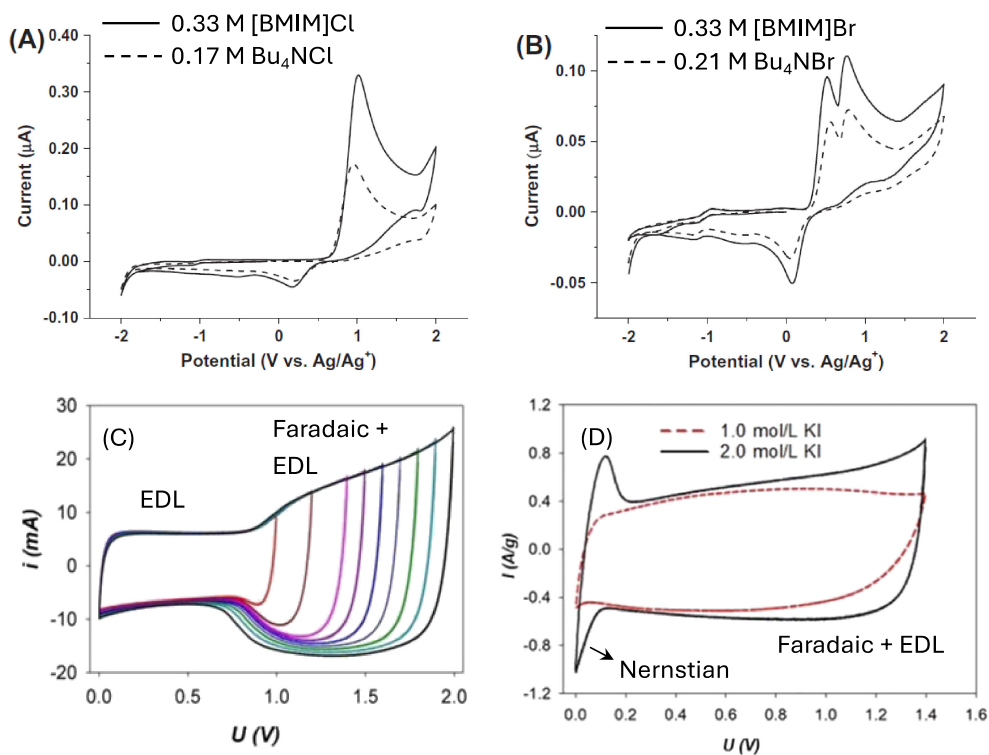 (A)
0.33 M [BMIM]Cl
0.17 M Bu₄NCl
0.40
0.30
0.20
0.10
0.00
-0.10
Current (μA)
-2
-1
0
1
2
Potential (V vs. Ag/Ag⁺)
(B)
0.33 M [BMIM]Br
0.21 M Bu₄NBr
0.10
0.05
0.00
-0.05
Current (μA)
-2
-1
0
1
2
Potential (V vs. Ag/Ag⁺)
(C)
Faradaic +
EDL
EDL
30
20
10
0
-10
-20
i (mA)
0.0
0.5
1.0
1.5
2.0
U (V)
(D)
1.0 mol/L KI
2.0 mol/L KI
1.2
0.8
0.4
0.0
-0.4
-0.8
-1.2
I (A/g)
Faradaic + EDL
Nernstian
0.0
0.2
0.4
0.6
0.8
1.0
1.2
1.4
1.6
U (V)